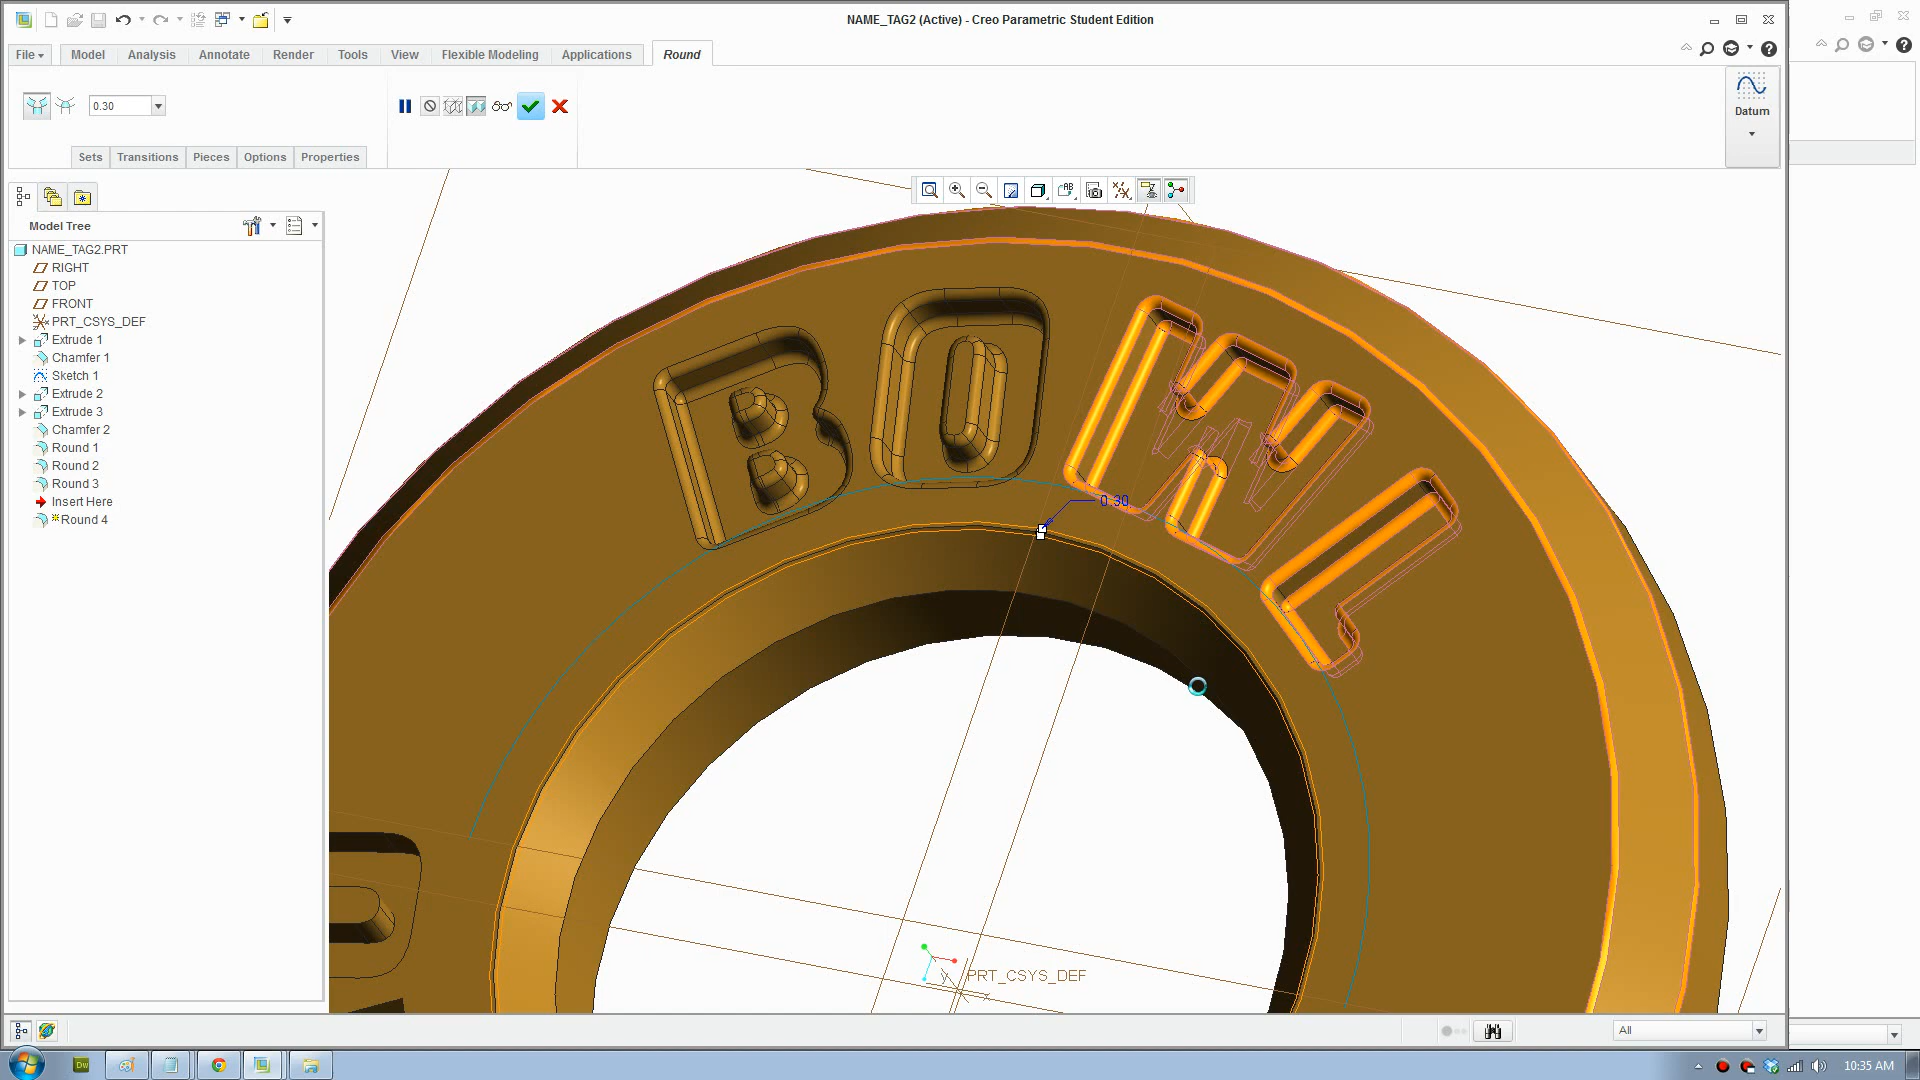 NAME_TAG2 (Active) - Creo Parametric Student Edition
File Model Analysis Annotate Render Tools View Flexible Modeling Applications Round
0.30
Datum
Sets Transitions Pieces Options Properties
Model Tree
NAME_TAG2.PRT
RIGHT
TOP
FRONT
PRT_CSYS_DEF
Extrude 1
Chamfer 1
Sketch 1
Extrude 2
Extrude 3
Chamfer 2
Round 1
Round 2
Round 3
Insert Here
Round 4
BOWL
0.30
PRT_CSYS_DEF
All
Dw
10:35 AM